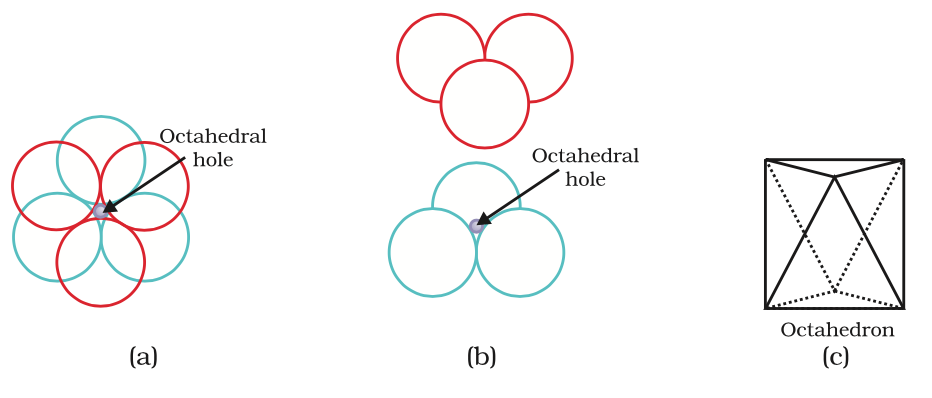 Octahedral
hole
Octahedral
hole
Octahedron
(a)
(b)
(c)